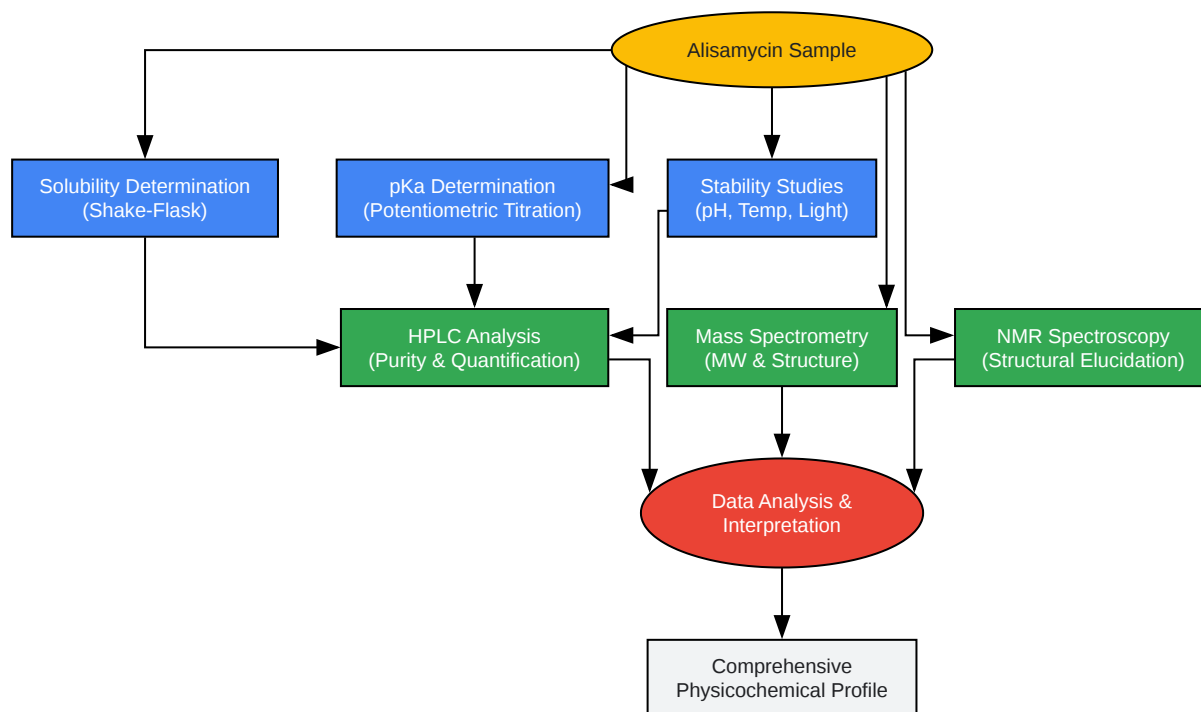 Alisamycin Sample
Solubility Determination
(Shake-Flask)
pKa Determination
(Potentiometric Titration)
Stability Studies
(pH, Temp, Light)
HPLC Analysis
(Purity & Quantification)
Mass Spectrometry
(MW & Structure)
NMR Spectroscopy
(Structural Elucidation)
Data Analysis &
Interpretation
Comprehensive
Physicochemical Profile